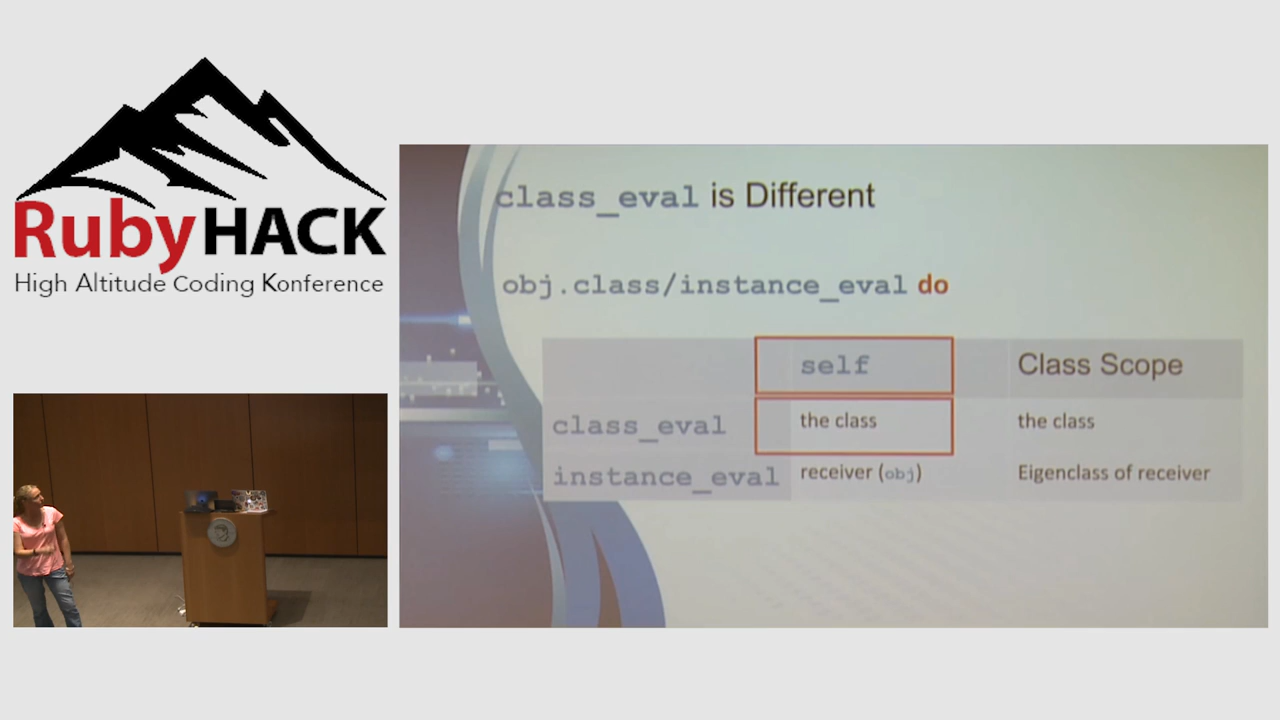 RubyHACK
High Altitude Coding Konference
class_eval is Different
obj.class/instance_eval do
self Class Scope
class_eval the class the class
instance_eval receiver (obj) Eigenclass of receiver